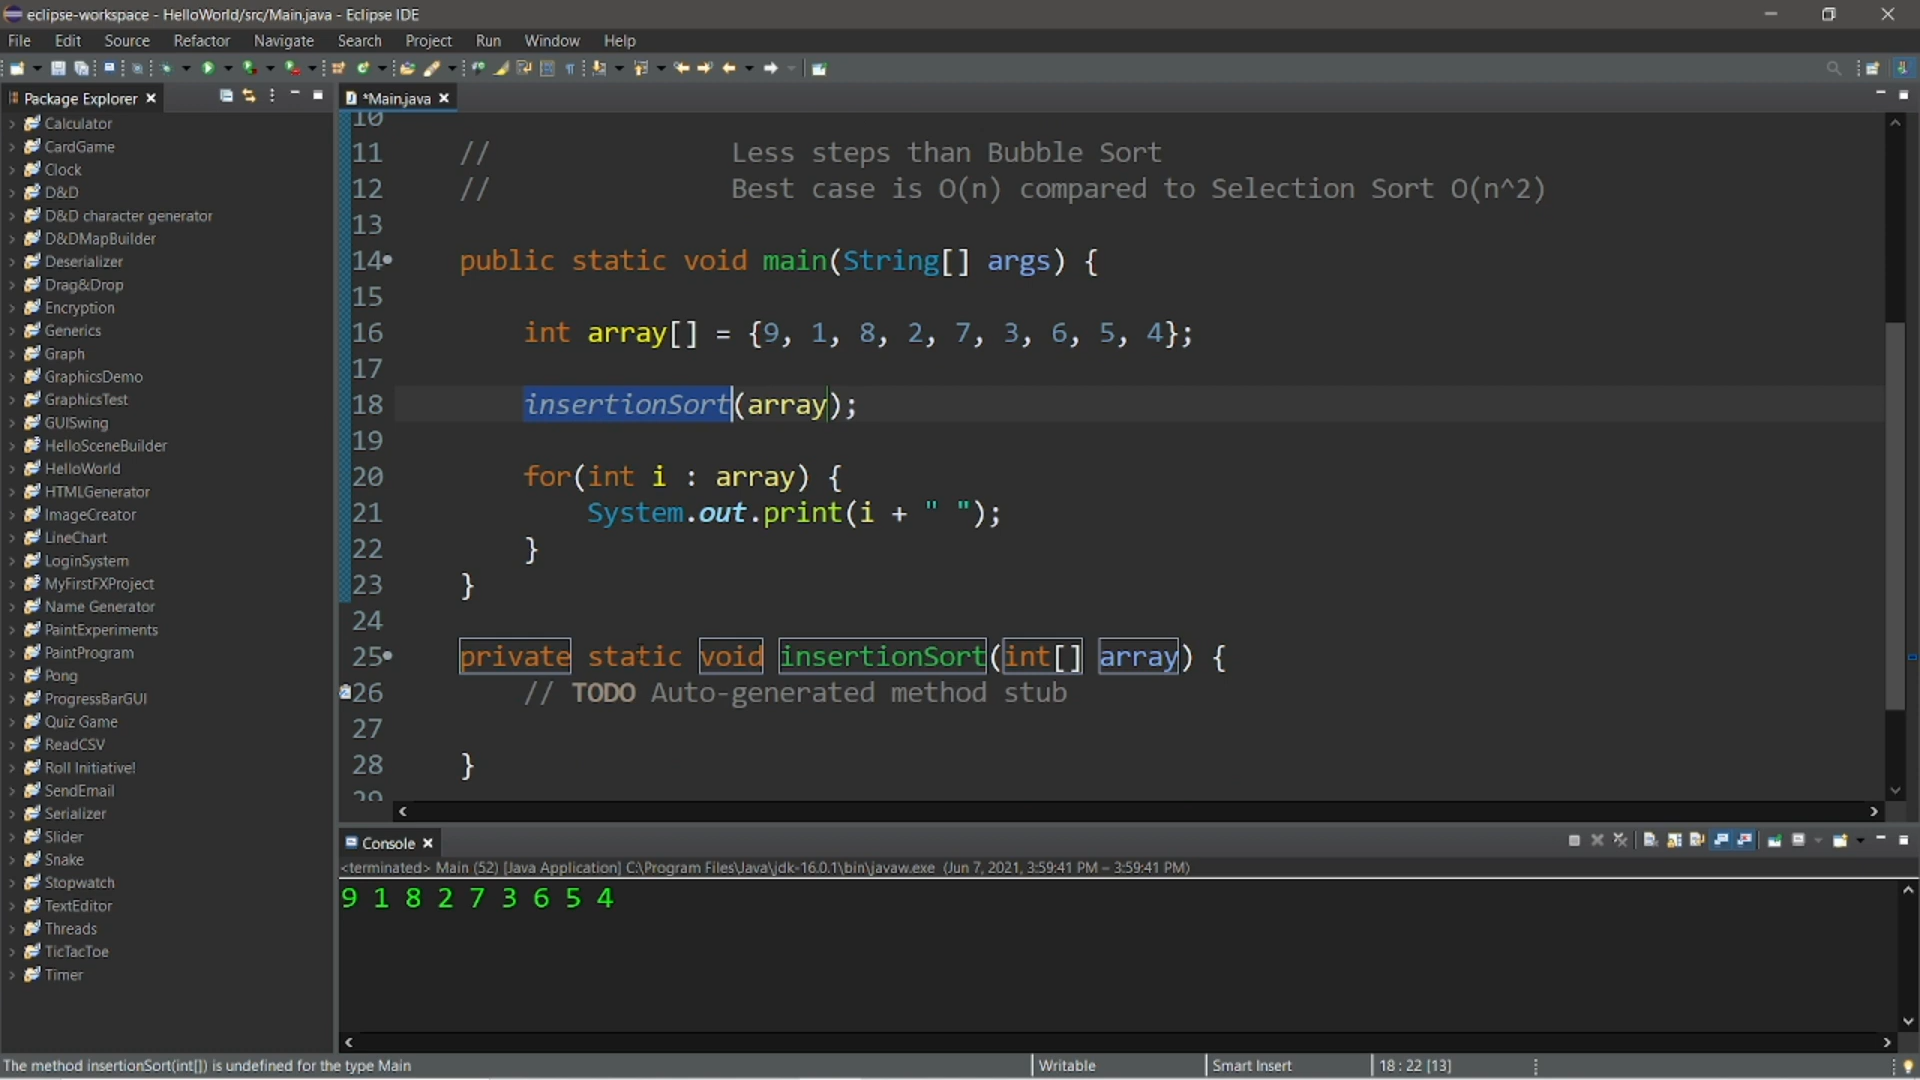 eclipse-workspace - HelloWorld/src/Main.java - Eclipse IDE
File Edit Source Refactor Navigate Search Project Run Window Help
Package Explorer
Calculator
CardGame
Clock
D&D
D&D character generator
D&DMapBuilder
Deserializer
Drag&Drop
Encryption
Generics
Graph
GraphicsDemo
GraphicsTest
GUISwing
HelloSceneBuilder
HelloWorld
HTMLGenerator
ImageCreator
LineChart
LoginSystem
MyFirstFXProject
Name Generator
PaintExperiments
PaintProgram
Pong
ProgressBarGUI
Quiz Game
ReadCSV
Roll Initiative!
SendEmail
Serializer
Slider
Snake
Stopwatch
TextEditor
Threads
TicTacToe
Timer
*Main.java
10
11 // Less steps than Bubble Sort
12 // Best case is O(n) compared to Selection Sort O(n^2)
13
14 public static void main(String[] args) {
15
16 int array[] = {9, 1, 8, 2, 7, 3, 6, 5, 4};
17
18 insertionSort(array);
19
20 for(int i : array) {
21 System.out.print(i + " ");
22 }
23 }
24
25 private static void insertionSort(int[] array) {
26 // TODO Auto-generated method stub
27
28 }
29
Console
<terminated> Main (52) [Java Application] C:\Program Files\Java\jdk-16.0.1\bin\javaw.exe (Jun 7, 2021, 3:59:41 PM – 3:59:41 PM)
9 1 8 2 7 3 6 5 4
The method insertionSort(int[]) is undefined for the type Main
Writable
Smart Insert
18 : 22 [13]